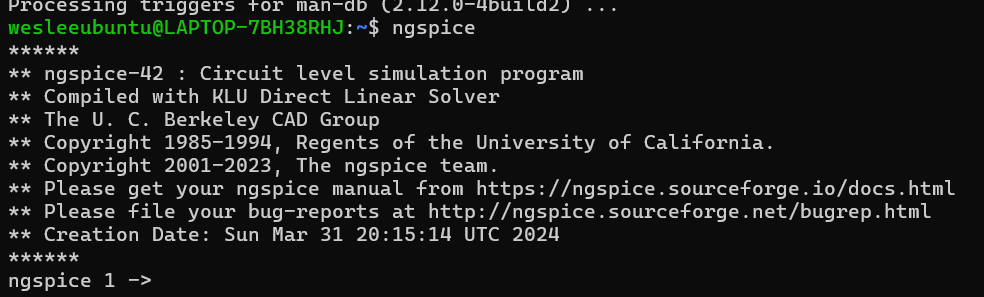 Processing triggers for man-db (2.12.0-4build2) ...
wesleeubuntu@LAPTOP-7BH38RHJ:~$ ngspice
******
** ngspice-42 : Circuit level simulation program
** Compiled with KLU Direct Linear Solver
** The U. C. Berkeley CAD Group
** Copyright 1985-1994, Regents of the University of California.
** Copyright 2001-2023, The ngspice team.
** Please get your ngspice manual from https://ngspice.sourceforge.io/docs.html
** Please file your bug-reports at http://ngspice.sourceforge.net/bugrep.html
** Creation Date: Sun Mar 31 20:15:14 UTC 2024
******
ngspice 1 ->